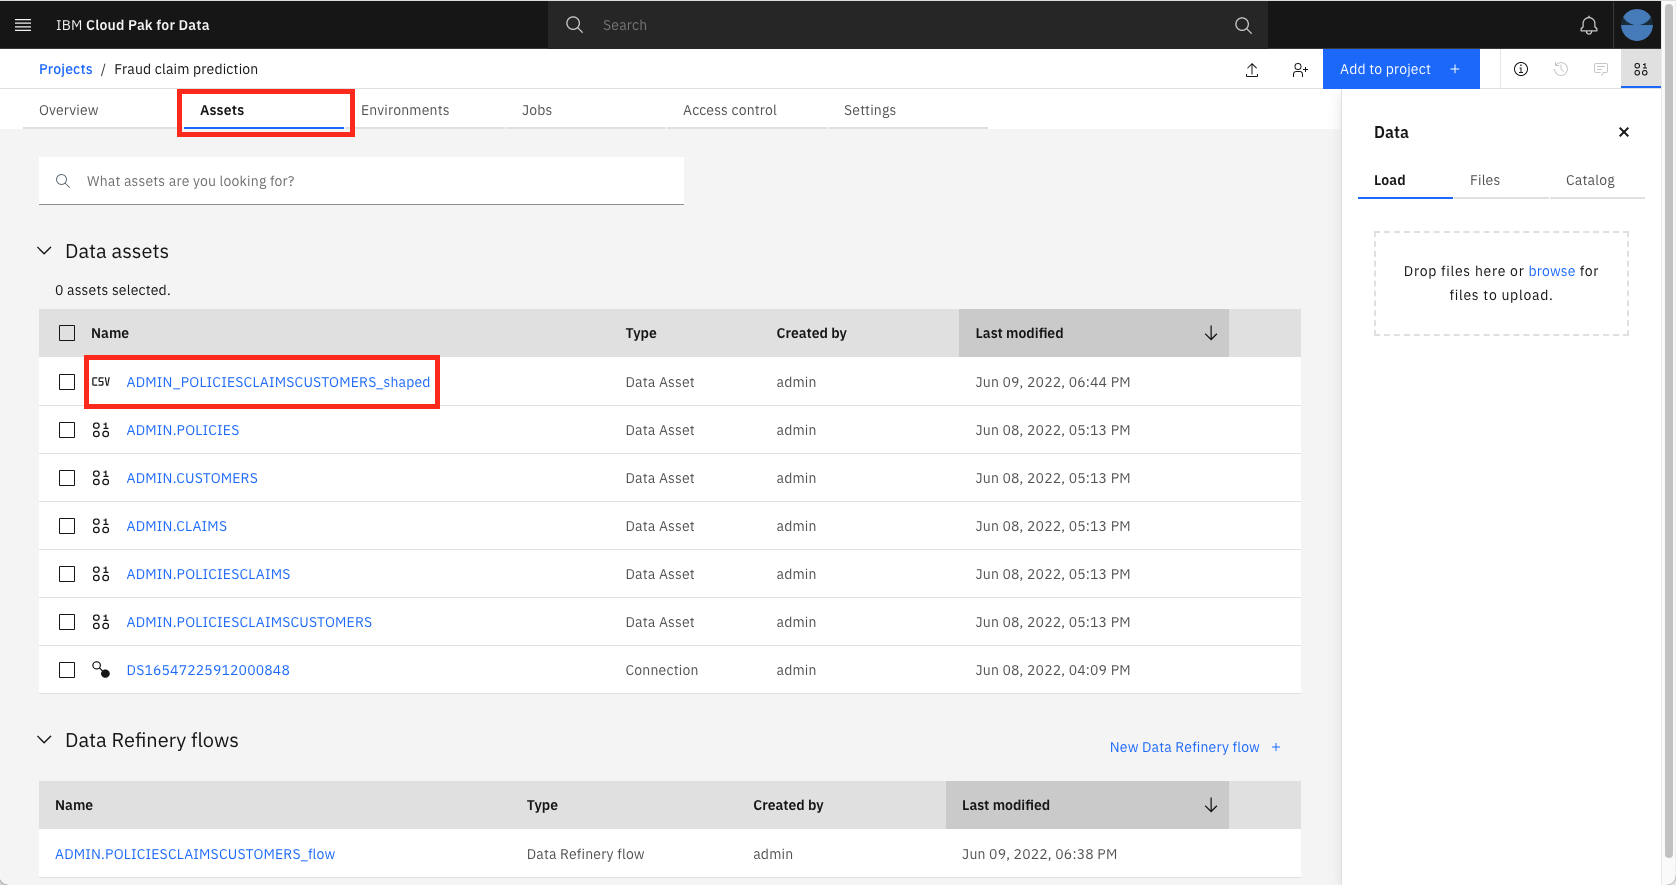 IBM Cloud Pak for Data
Search
Projects / Fraud claim prediction
Add to project +
Overview
Assets
Environments
Jobs
Access control
Settings
What assets are you looking for?
Data assets
0 assets selected.
Name Type Created by Last modified
CSV ADMIN_POLICIESCLAIMSCUSTOMERS_shaped Data Asset admin Jun 09, 2022, 06:44 PM
ADMIN.POLICIES Data Asset admin Jun 08, 2022, 05:13 PM
ADMIN.CUSTOMERS Data Asset admin Jun 08, 2022, 05:13 PM
ADMIN.CLAIMS Data Asset admin Jun 08, 2022, 05:13 PM
ADMIN.POLICIESCLAIMS Data Asset admin Jun 08, 2022, 05:13 PM
ADMIN.POLICIESCLAIMSCUSTOMERS Data Asset admin Jun 08, 2022, 05:13 PM
DS16547225912000848 Connection admin Jun 08, 2022, 04:09 PM
Data Refinery flows
New Data Refinery flow +
Name Type Created by Last modified
ADMIN.POLICIESCLAIMSCUSTOMERS_flow Data Refinery flow admin Jun 09, 2022, 06:38 PM
Data
Load
Files
Catalog
Drop files here or browse for
files to upload.